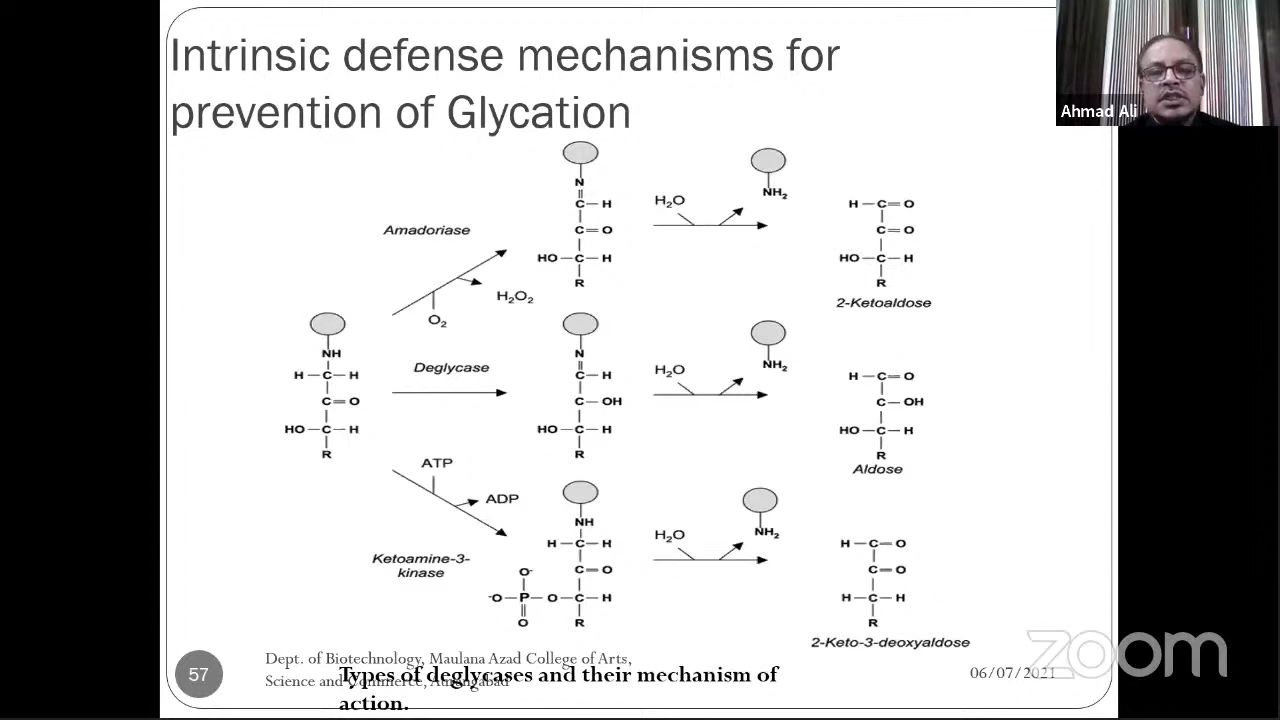 Intrinsic defense mechanisms for
prevention of Glycation
Ahmad Ali
Amadoriase
O₂
H₂O₂
N
C–H
C=O
HO–C–H
R
H₂O
NH₂
H–C=O
C=O
HO–C–H
R
2-Ketoaldose
NH
H–C–H
C=O
HO–C–H
R
Deglycase
N
C–H
C–OH
HO–C–H
R
H₂O
NH₂
H–C=O
C–OH
HO–C–H
R
Aldose
ATP
ADP
Ketoamine-3-
kinase
NH
H–C–H
C=O
O⁻
⁻O–P–O–C–H
O
R
H₂O
NH₂
H–C=O
C=O
H–C–H
R
2-Keto-3-deoxyaldose
57
Dept. of Biotechnology, Maulana Azad College of Arts,
Science and Commerce, Aurangabad
Types of deglycases and their mechanism of
action.
06/07/2021
zoom